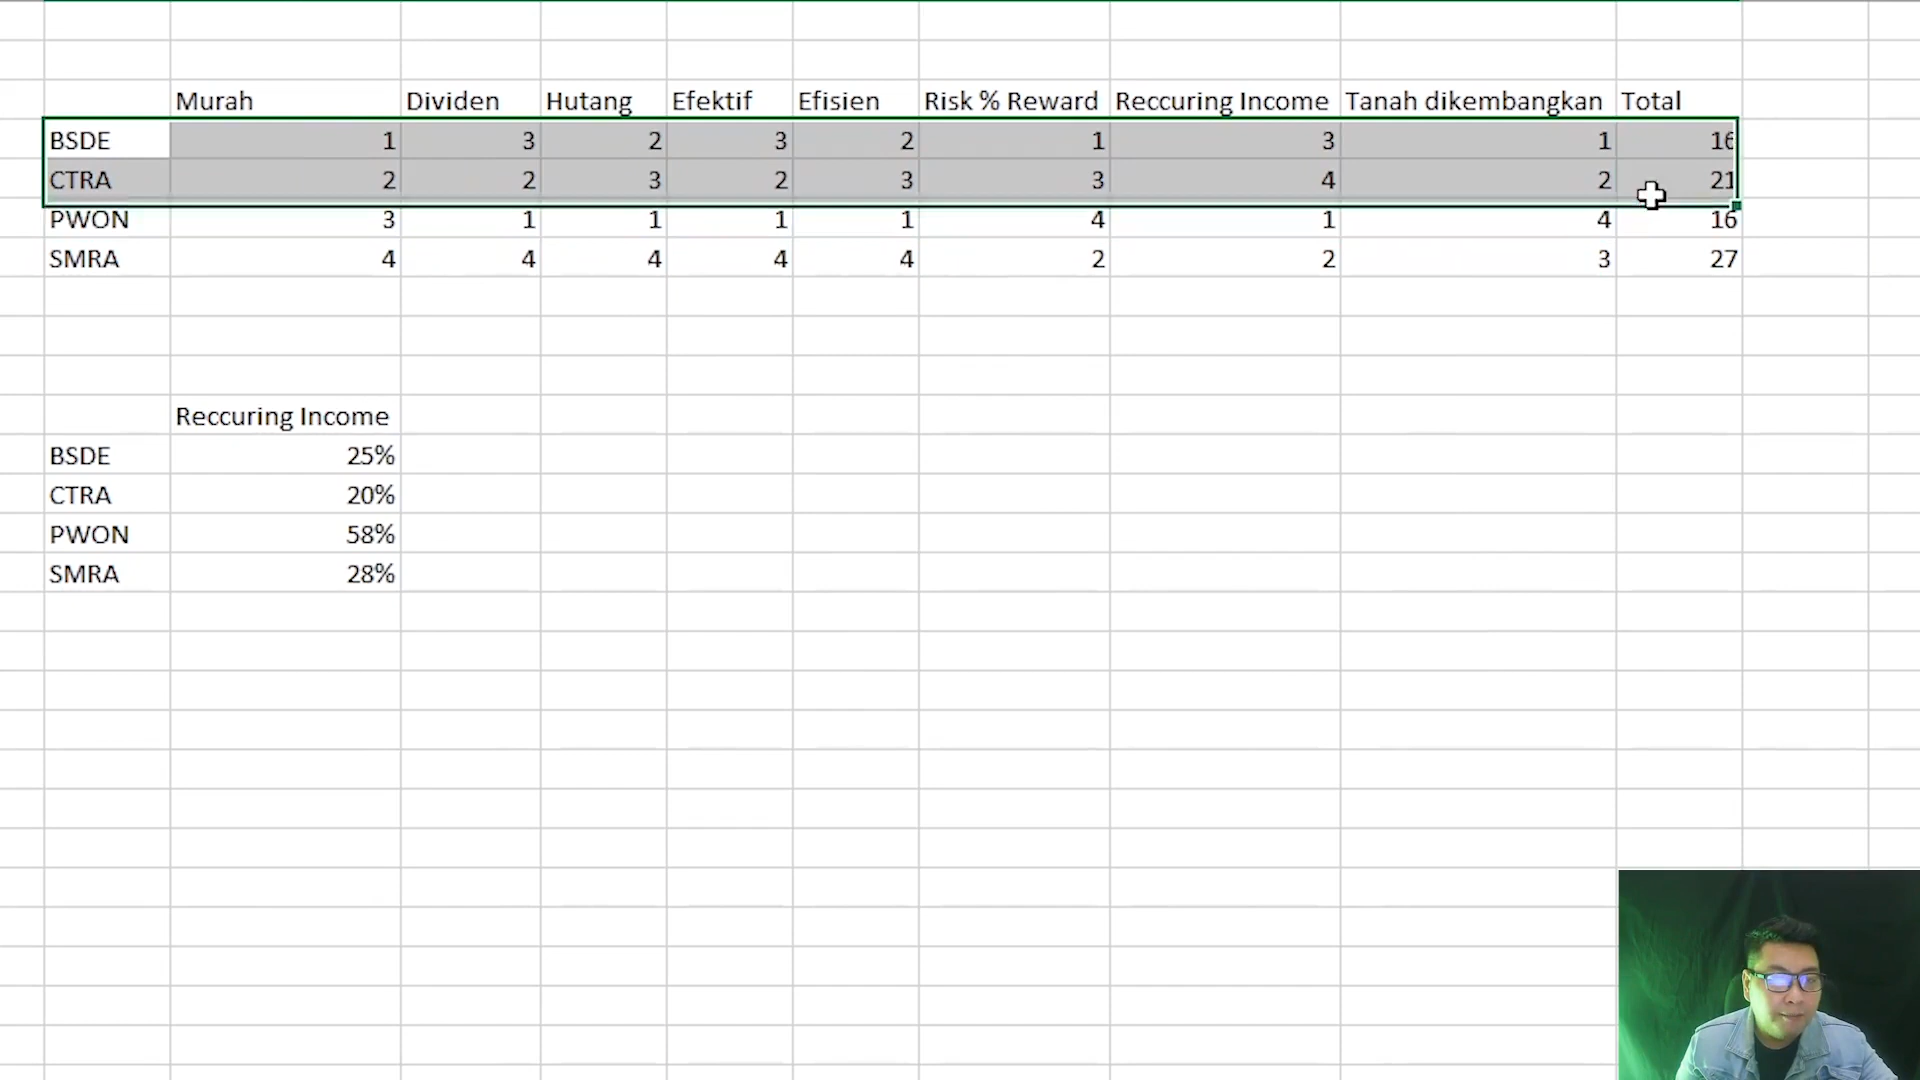 Murah Dividen Hutang Efektif Efisien Risk % Reward Reccuring Income Tanah dikembangkan Total
BSDE 1 3 2 3 2 1 3 1 16
CTRA 2 2 3 2 3 3 4 2 21
PWON 3 1 1 1 1 4 1 4 16
SMRA 4 4 4 4 4 2 2 3 27
Reccuring Income
BSDE 25%
CTRA 20%
PWON 58%
SMRA 28%